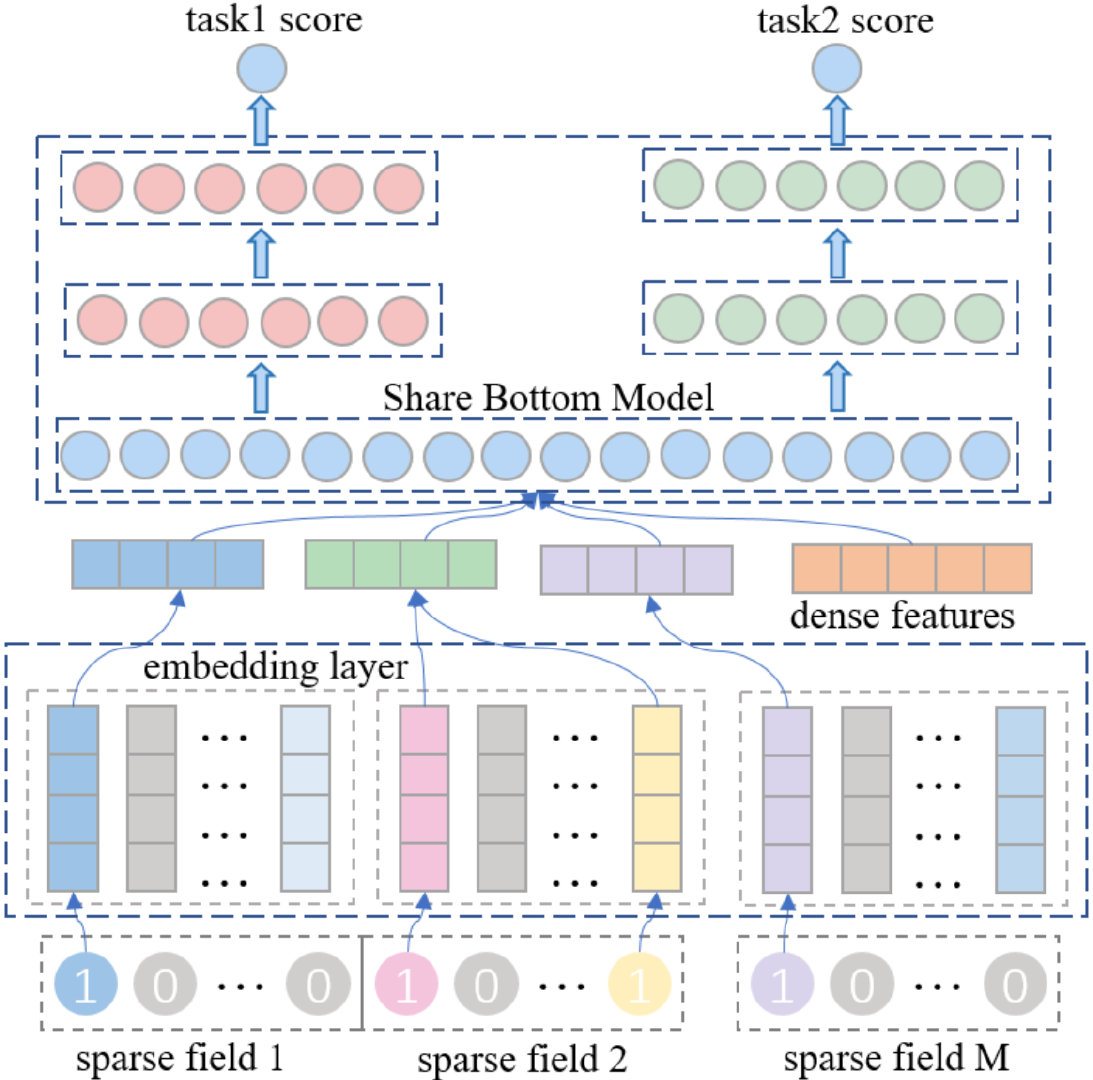 task1 score
task2 score
Share Bottom Model
dense features
embedding layer
... ...  ...
... ... ...
... ... ...
... ... ...
1 0 ... 0 1 0 ... 1 1 0 ... 0
sparse field 1 sparse field 2 sparse field M